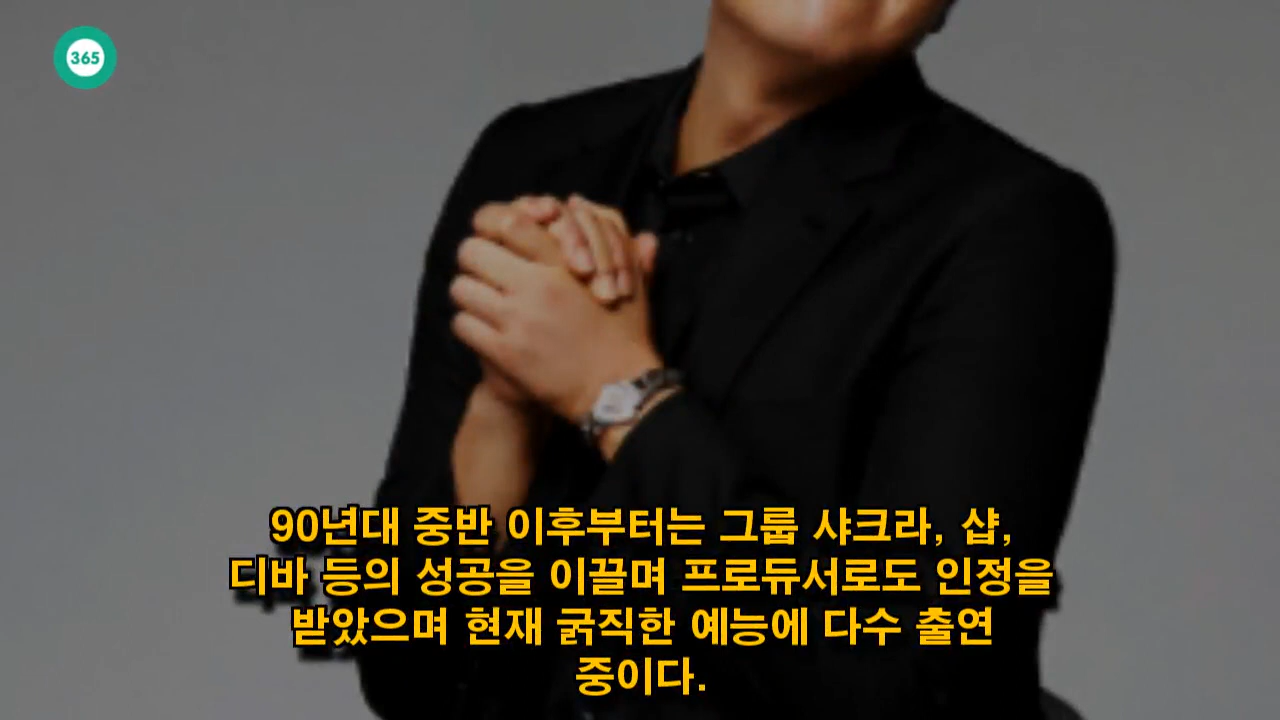 365
90년대 중반 이후부터는 그룹 샤크라, 샵,
디바 등의 성공을 이끌며 프로듀서로도 인정을
받았으며 현재 굵직한 예능에 다수 출연
중이다.